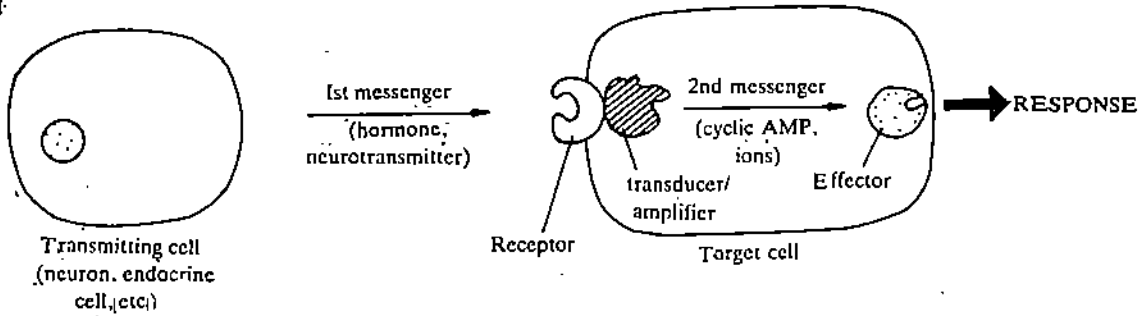 1st messenger
(hormone,
neurotransmitter)
2nd messenger
(cyclic AMP,
ions)
RESPONSE
transducer/
amplifier
Effector
Receptor
Target cell
Transmitting cell
(neuron, endocrine
cell, etc)